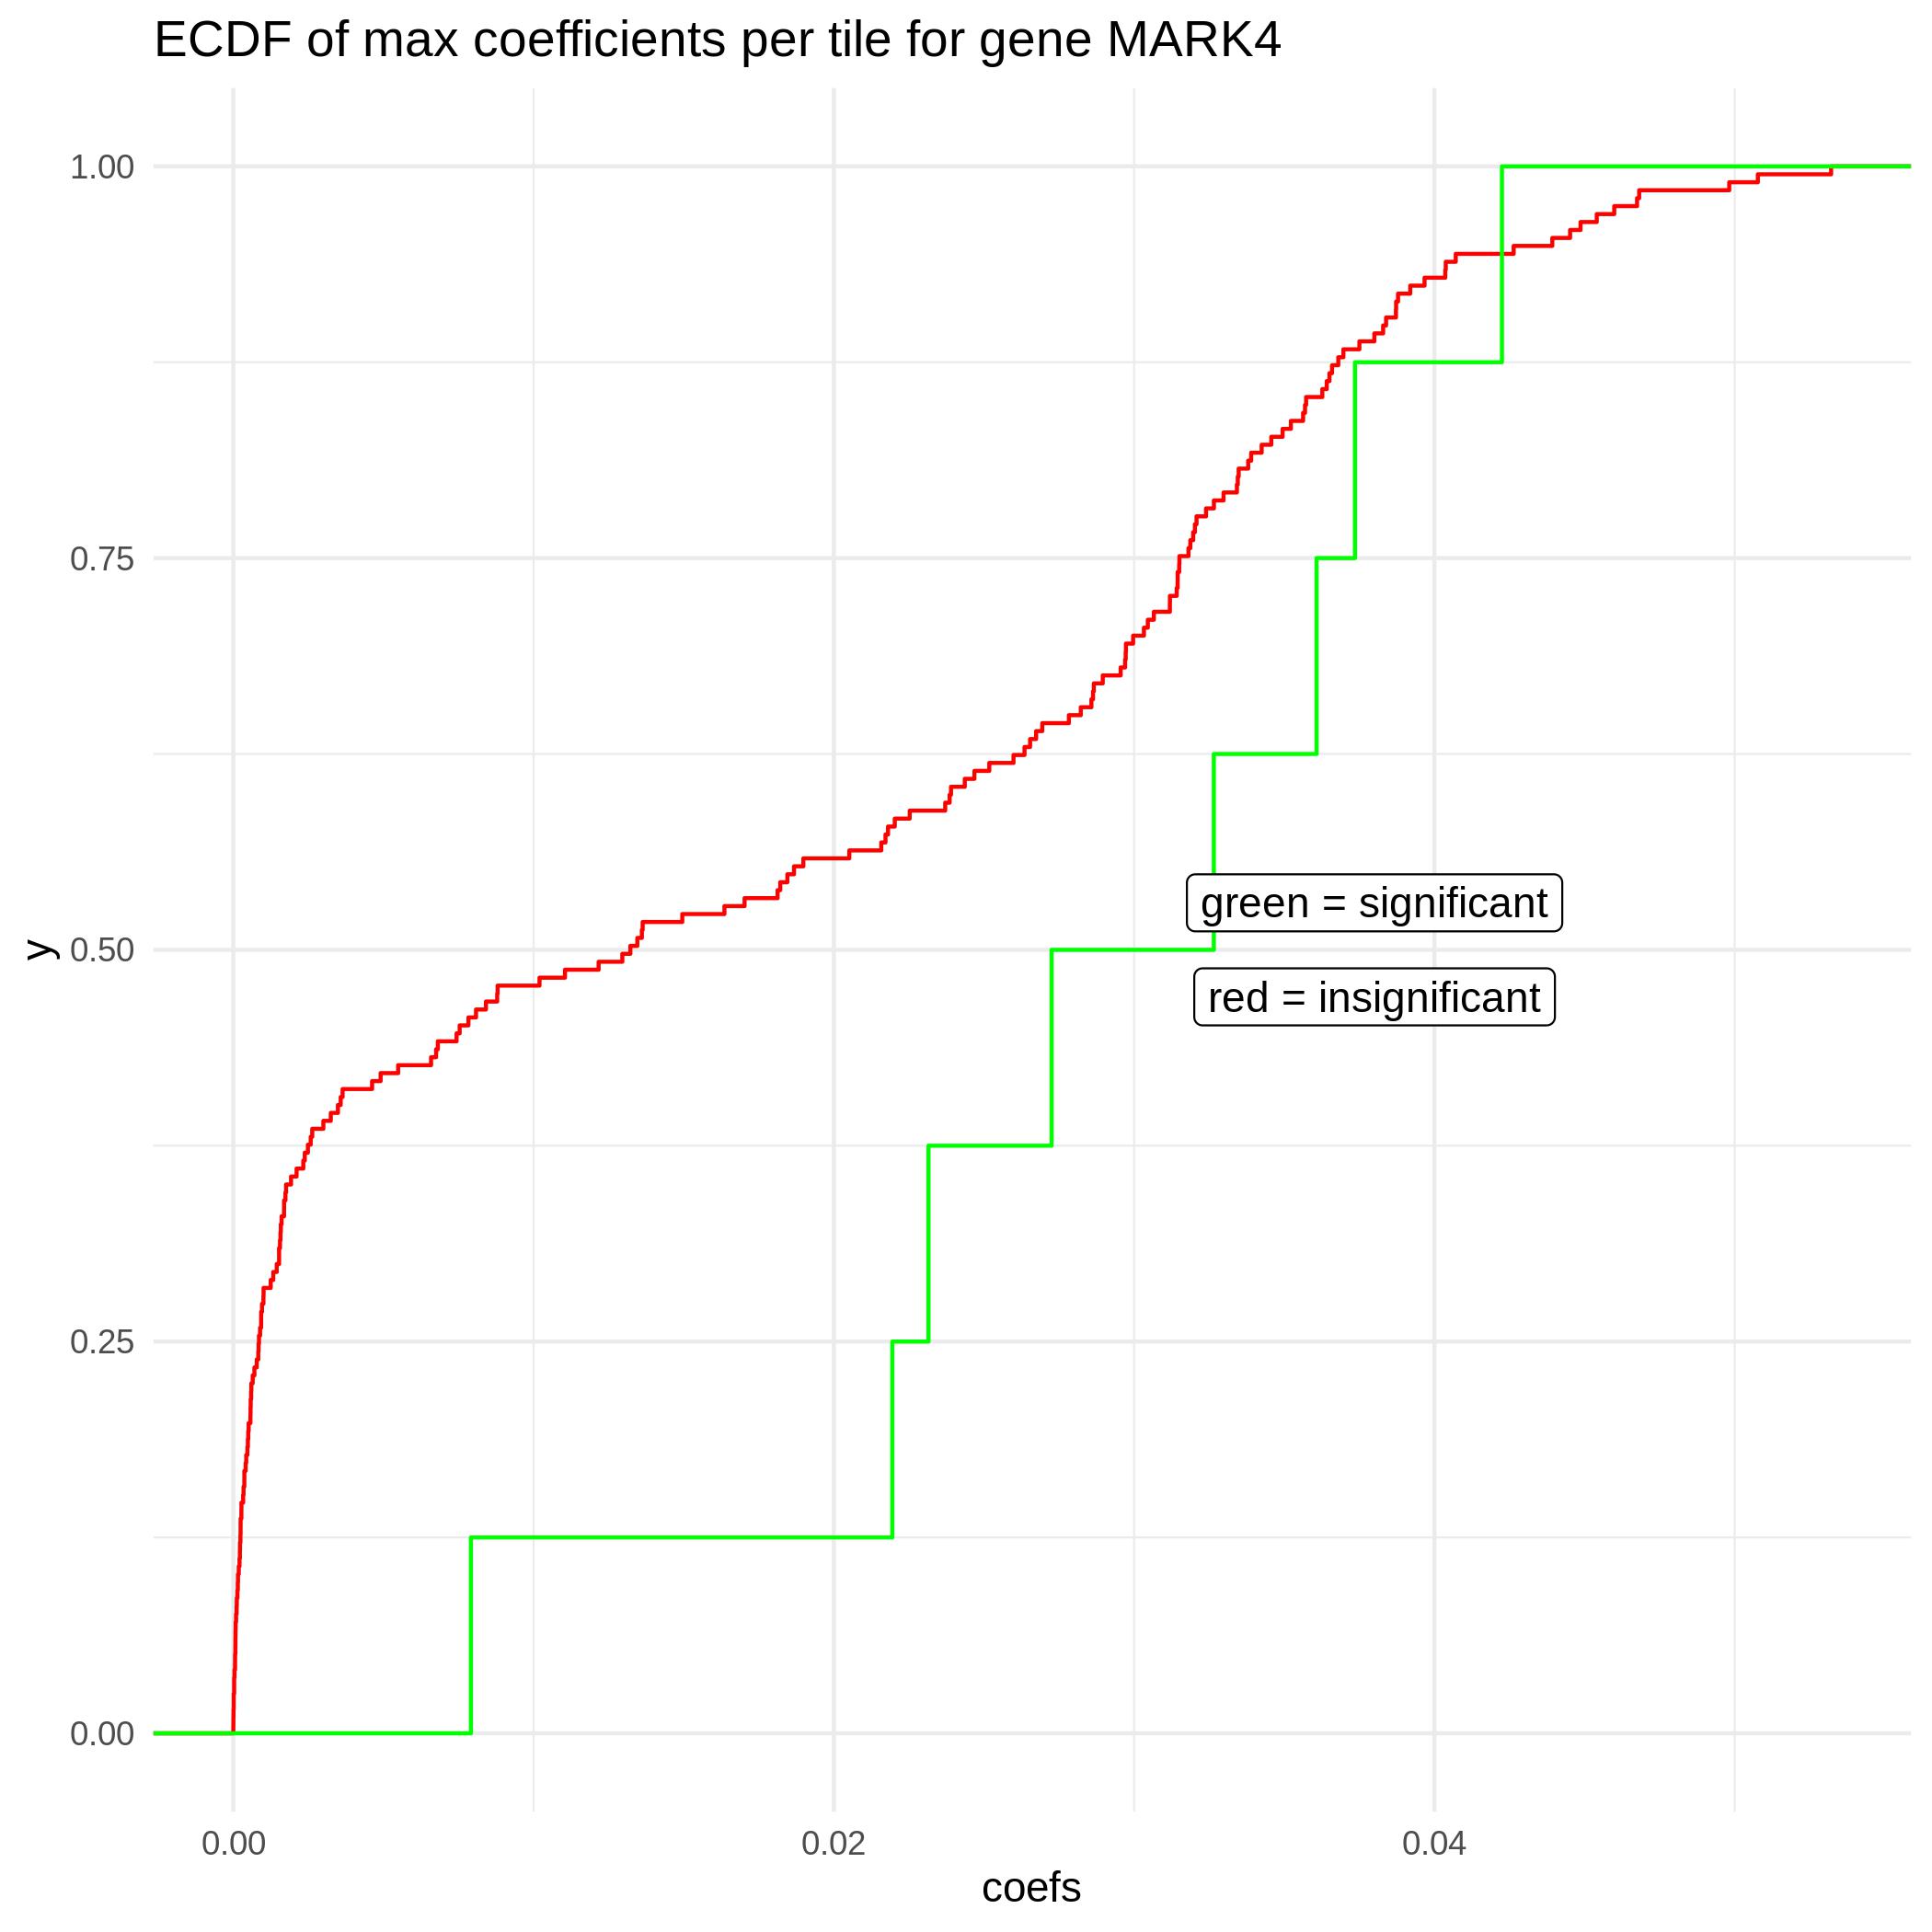 ECDF of max coefficients per tile for gene MARK4
1.00
0.75
0.50
0.25
0.00
y
green = significant
red = insignificant
0.00
0.02
0.04
coefs